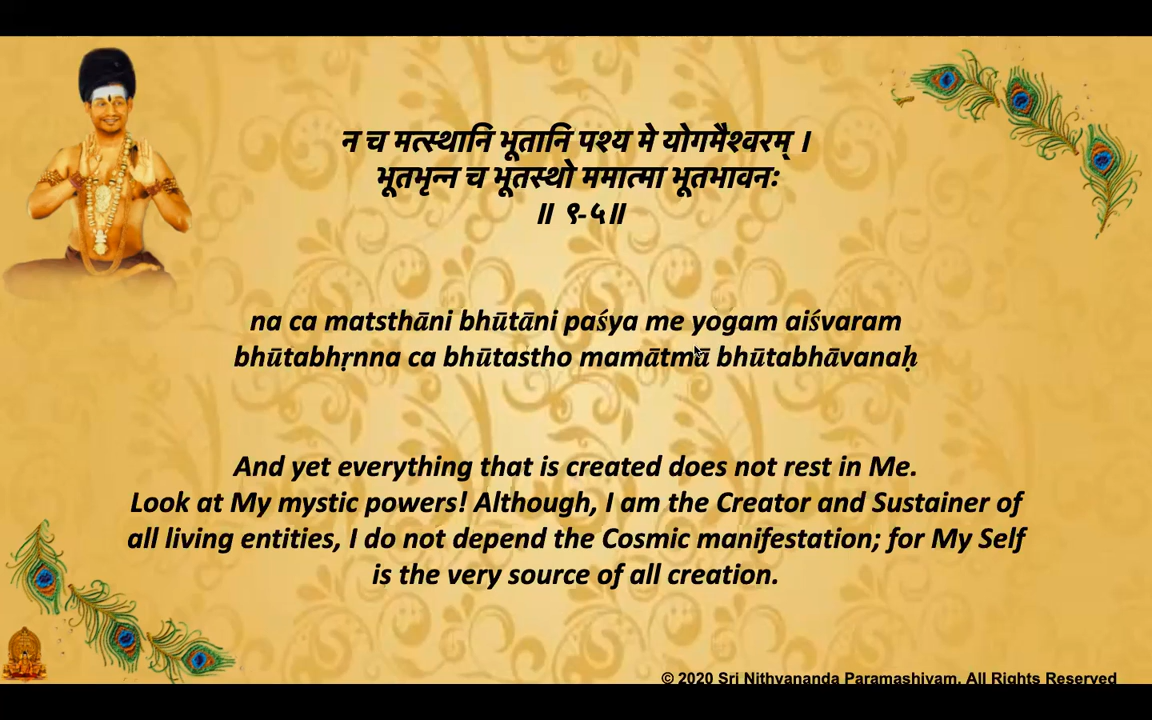 न च मत्स्थानि भूतानि पश्य मे योगमैश्वरम् ।
भूतभृन्न च भूतस्थो ममात्मा भूतभावनः
॥ ९-५॥
na ca matsthāni bhūtāni paśya me yogam aiśvaram
bhūtabhṛnna ca bhūtastho mamātmā bhūtabhāvanaḥ
And yet everything that is created does not rest in Me.
Look at My mystic powers! Although, I am the Creator and Sustainer of
all living entities, I do not depend the Cosmic manifestation; for My Self
is the very source of all creation.
© 2020 Sri Nithyananda Paramashivam. All Rights Reserved